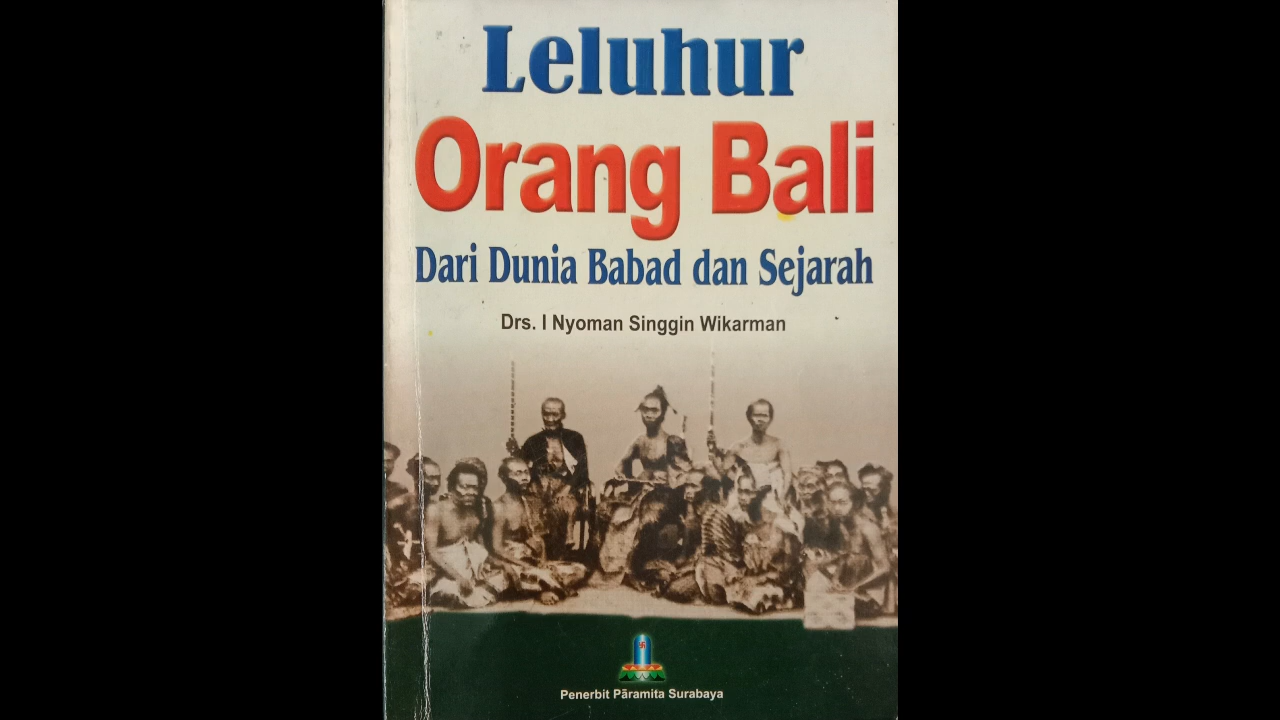 Leluhur
Orang Bali
Dari Dunia Babad dan Sejarah
Drs. I Nyoman Singgin Wikarman
Penerbit Pāramita Surabaya